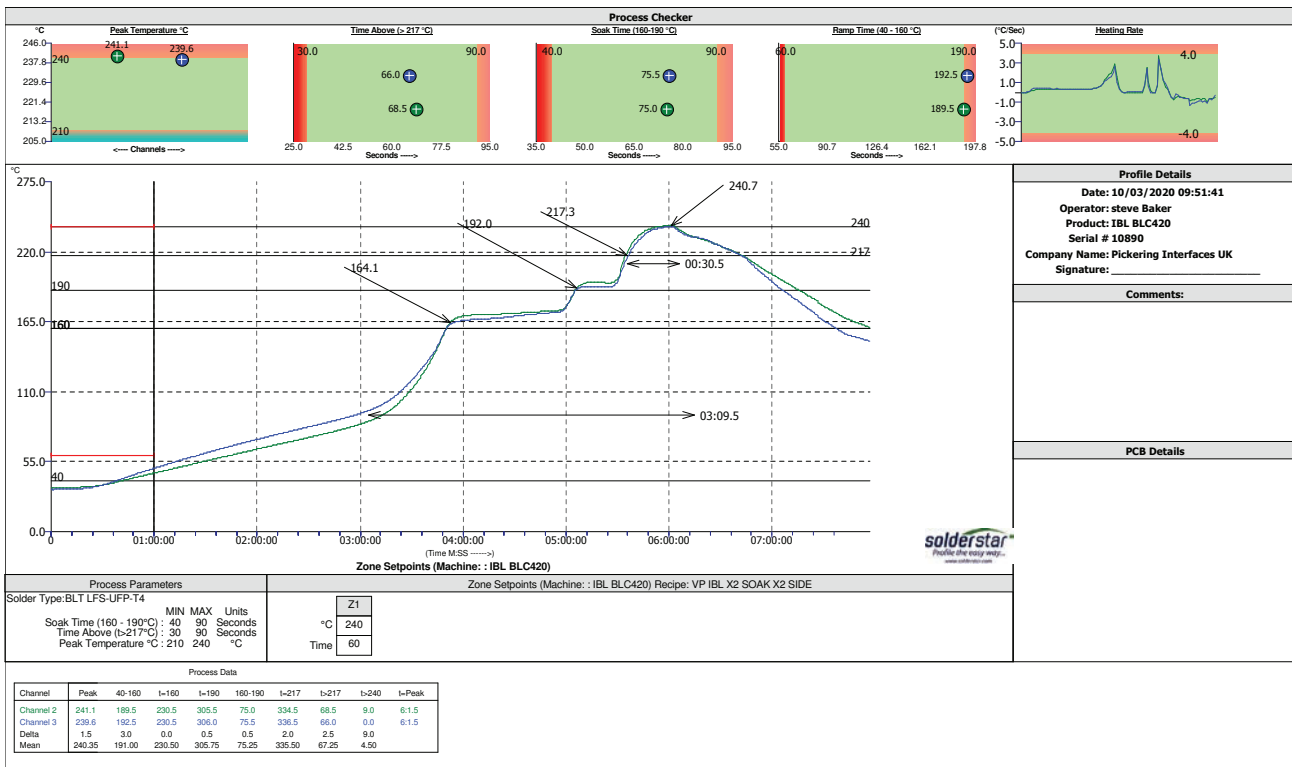 Process Checker
°C
Peak Temperature °C
246.0
237.8
229.6
221.4
213.2
205.0
240
210
241.1
239.6
<---- Channels ----->
Time Above (> 217 °C)
30.0
90.0
66.0
68.5
25.0 42.5 60.0 77.5 95.0
Seconds ---->
Soak Time (160-190 °C)
40.0
90.0
75.5
75.0
35.0 50.0 65.0 80.0 95.0
Seconds ---->
Ramp Time (40 - 160 °C)
60.0
190.0
192.5
189.5
55.0 90.7 126.4 162.1 197.8
Seconds ---->
(°C/Sec)
Heating Rate
5.0
3.0
1.0
-1.0
-3.0
-5.0
4.0
-4.0
°C
275.0
220.0
165.0
110.0
55.0
0.0
190
160
40
240
217
164.1
192.0
217.3
240.7
00:30.5
03:09.5
0 01:00:00 02:00:00 03:00:00 04:00:00 05:00:00 06:00:00 07:00:00
(Time M:SS ------>)
solderstar
Profile the easy way...
www.solderstar.com
Profile Details
Date: 10/03/2020 09:51:41
Operator: steve Baker
Product: IBL BLC420
Serial # 10890
Company Name: Pickering Interfaces UK
Signature: ____________________
Comments:
PCB Details
Zone Setpoints (Machine: : IBL BLC420)
Process Parameters
Solder Type:BLT LFS-UFP-T4
MIN MAX Units
Soak Time (160 - 190°C) : 40 90 Seconds
Time Above (t>217°C) : 30 90 Seconds
Peak Temperature °C : 210 240 °C
Zone Setpoints (Machine: : IBL BLC420) Recipe: VP IBL X2 SOAK X2 SIDE
Z1
°C 240
Time 60
Process Data
Channel Peak 40-160 t=160 t=190 160-190 t=217 t>217 t>240 t=Peak
Channel 2 241.1 189.5 230.5 305.5 75.0 334.5 68.5 9.0 6:1.5
Channel 3 239.6 192.5 230.5 306.0 75.5 336.5 66.0 0.0 6:1.5
Delta 1.5 3.0 0.0 0.5 0.5 2.0 2.5 9.0
Mean 240.35 191.00 230.50 305.75 75.25 335.50 67.25 4.50